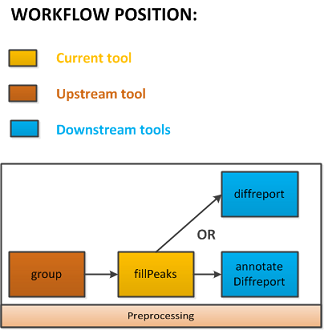 WORKFLOW POSITION:
Current tool
Upstream tool
Downstream tools
diffreport
OR
group
fillPeaks
annotate
Diffreport
Preprocessing